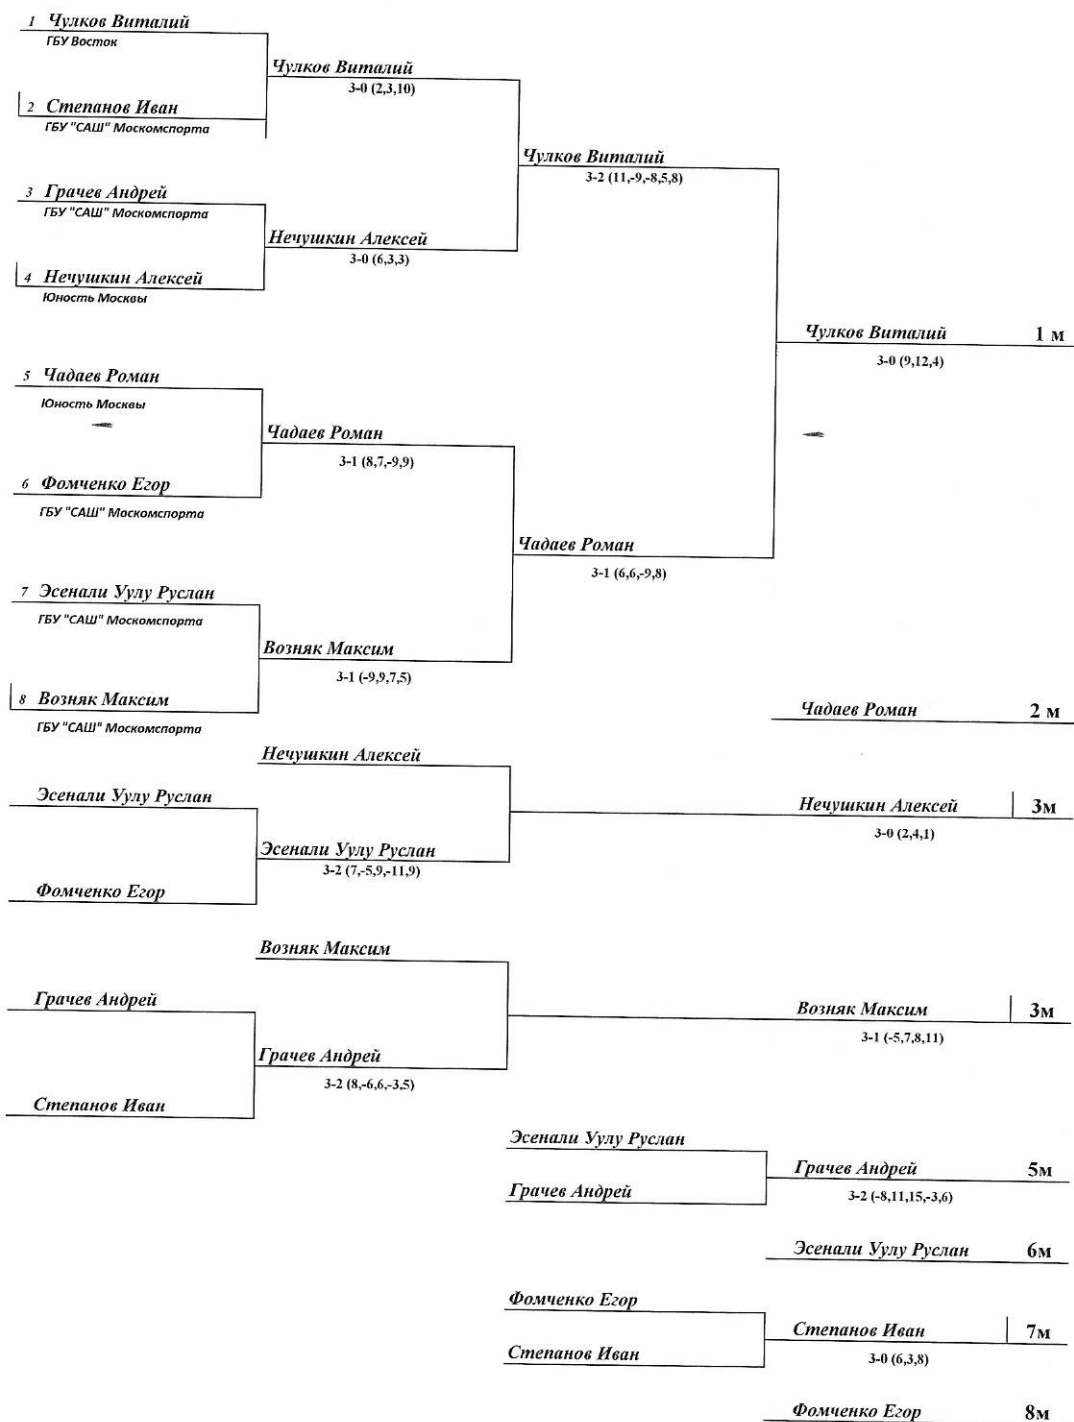 1 Чулков Виталий
ГБУ Восток
Чулков Виталий
3-0 (2,3,10)
2 Степанов Иван
ГБУ "САШ" Москомспорта
Чулков Виталий
3-2 (11,-9,-8,5,8)
3 Грачев Андрей
ГБУ "САШ" Москомспорта
Нечушкин Алексей
3-0 (6,3,3)
4 Нечушкин Алексей
Юность Москвы
Чулков Виталий 1 м
3-0 (9,12,4)
5 Чадаев Роман
Юность Москвы
Чадаев Роман
3-1 (8,7,-9,9)
6 Фомченко Егор
ГБУ "САШ" Москомспорта
Чадаев Роман
3-1 (6,6,-9,8)
7 Эсенали Уулу Руслан
ГБУ "САШ" Москомспорта
Возняк Максим
3-1 (-9,9,7,5)
8 Возняк Максим
ГБУ "САШ" Москомспорта
Чадаев Роман 2 м
Нечушкин Алексей
Эсенали Уулу Руслан
Нечушкин Алексей 3м
3-0 (2,4,1)
Эсенали Уулу Руслан
3-2 (7,-5,9,-11,9)
Фомченко Егор
Возняк Максим
Грачев Андрей
Возняк Максим 3м
3-1 (-5,7,8,11)
Грачев Андрей
3-2 (8,-6,6,-3,5)
Степанов Иван
Эсенали Уулу Руслан
Грачев Андрей 5м
3-2 (-8,11,15,-3,6)
Грачев Андрей
Эсенали Уулу Руслан 6м
Фомченко Егор
Степанов Иван 7м
3-0 (6,3,8)
Степанов Иван
Фомченко Егор 8м